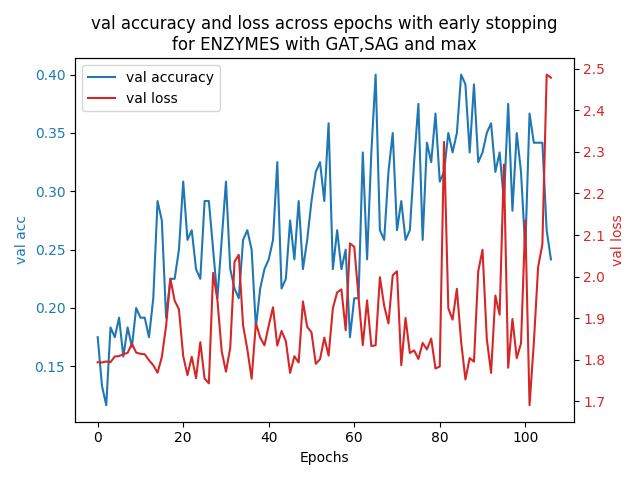 val accuracy and loss across epochs with early stopping
for ENZYMES with GAT,SAG and max
val accuracy
val loss
0.40
0.35
0.30
0.25
0.20
0.15
val acc
2.5
2.4
2.3
2.2
2.1
2.0
1.9
1.8
1.7
val loss
0 20 40 60 80 100
Epochs